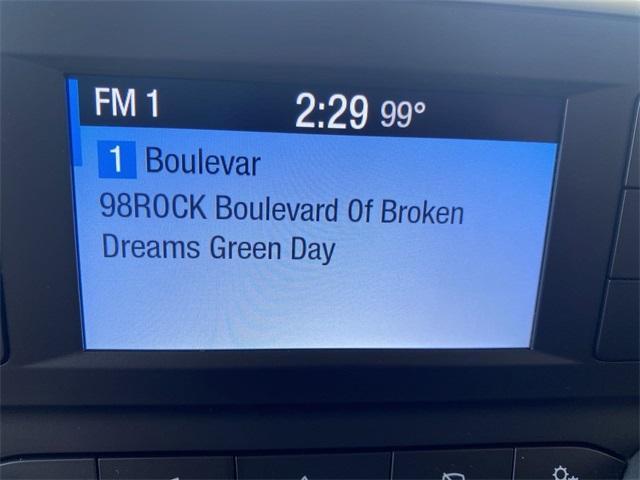 FM 1 2:29 99°
1 Boulevar
98ROCK Boulevard Of Broken
Dreams Green Day